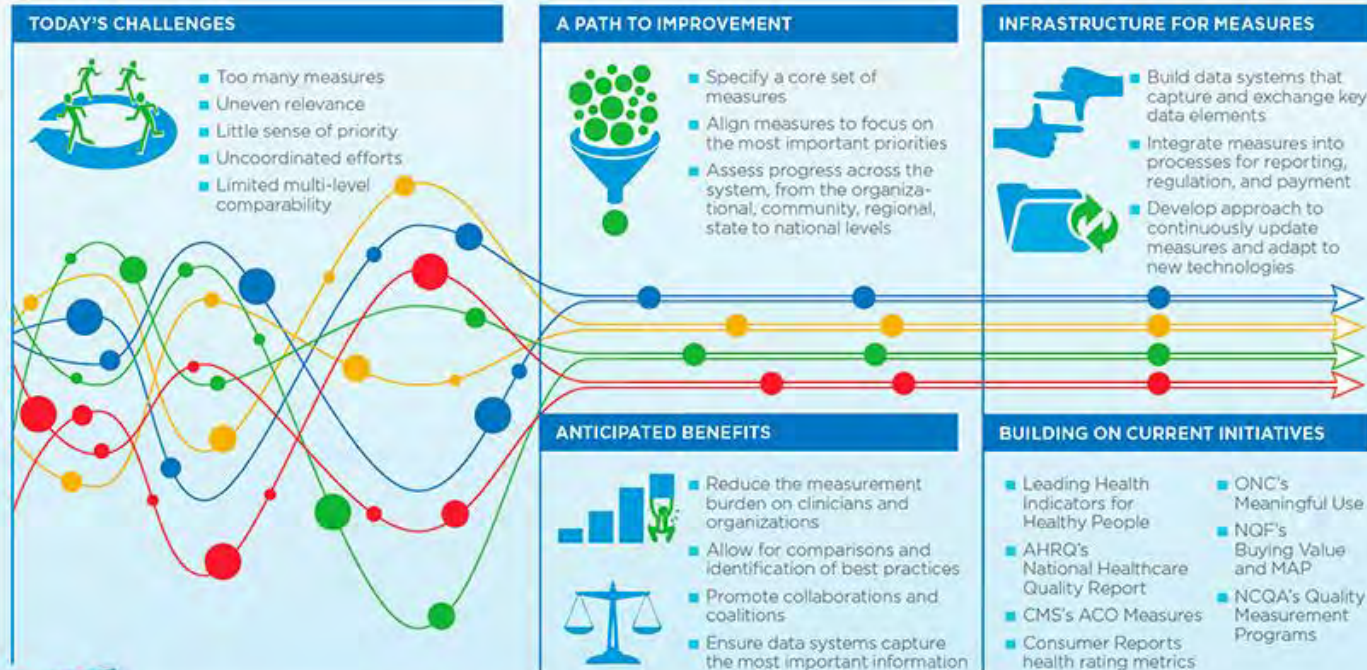 TODAY'S CHALLENGES
Too many measures
Uneven relevance
Little sense of priority
Uncoordinated efforts
Limited multi-level
comparability
A PATH TO IMPROVEMENT
Specify a core set of
measures
Align measures to focus on
the most important priorities
Assess progress across the
system, from the organiza-
tional, community, regional,
state to national levels
INFRASTRUCTURE FOR MEASURES
Build data systems that
capture and exchange key
data elements
Integrate measures into
processes for reporting,
regulation, and payment
Develop approach to
continuously update
measures and adapt to
new technologies
ANTICIPATED BENEFITS
Reduce the measurement
burden on clinicians and
organizations
Allow for comparisons and
identification of best practices
Promote collaborations and
coalitions
Ensure data systems capture
the most important information
BUILDING ON CURRENT INITIATIVES
Leading Health
Indicators for
Healthy People
AHRQ's
National Healthcare
Quality Report
CMS's ACO Measures
Consumer Reports
health rating metrics
ONC's
Meaningful Use
NQF's
Buying Value
and MAP
NCQA's Quality
Measurement
Programs